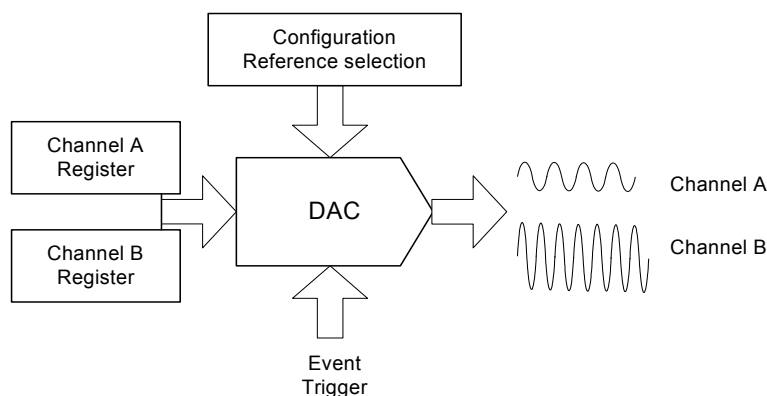 Configuration
Reference selection
Channel A
Register
Channel B
Register
DAC
Channel A
Channel B
Event
Trigger